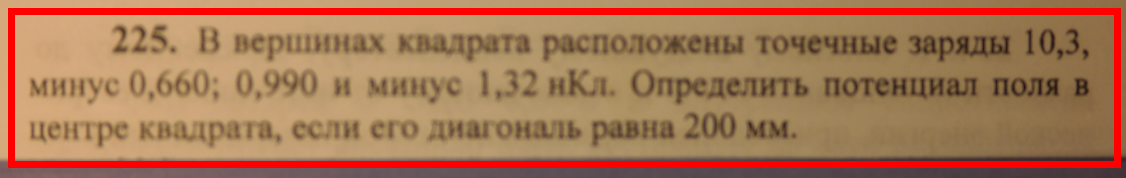 225. В вершинах квадрата расположены точечные заряды 10,3,
минус 0,660; 0,990 и минус 1,32 нКл. Определить потенциал поля в
центре квадрата, если его диагональ равна 200 мм.